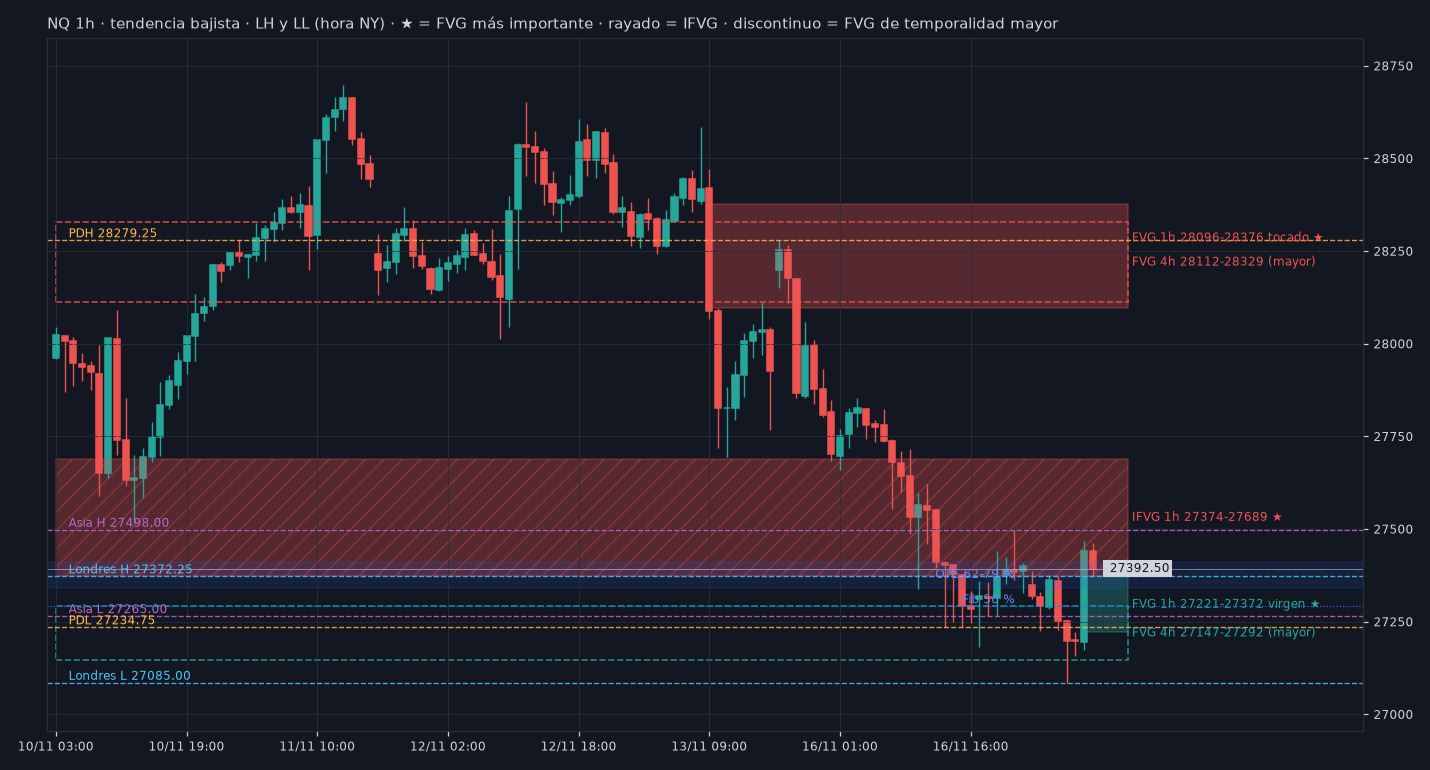 NQ 1h · tendencia bajista · LH y LL (hora NY) · ★ = FVG más importante · rayado = IFVG · discontinuo = FVG de temporalidad mayor
28750
28500
PDH 28279.25
FVG 1h 28096-28376 tocado ★
28250
FVG 4h 28112-28329 (mayor)
28000
27750
Asia H 27498.00
IFVG 1h 27374-27689 ★
27500
Londres H 27372.25
OTE 62-79 %
27392.50
Asia L 27265.00
FIB 50 %
FVG 1h 27221-27372 virgen ★
PDL 27234.75
27250
FVG 4h 27147-27292 (mayor)
Londres L 27085.00
27000
10/11 03:00
10/11 19:00
11/11 10:00
12/11 02:00
12/11 18:00
13/11 09:00
16/11 01:00
16/11 16:00